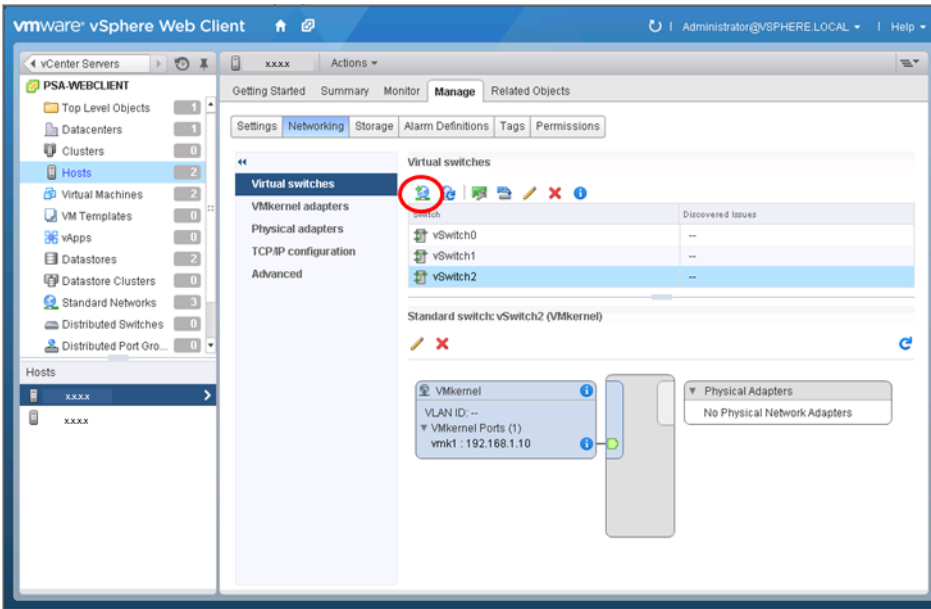 vmware® vSphere Web Client
Administrator@VSPHERE.LOCAL
Help
vCenter Servers
PSA-WEBCLIENT
Top Level Objects 1
Datacenters 1
Clusters 0
Hosts 2
Virtual Machines 2
VM Templates 0
vApps 0
Datastores 2
Datastore Clusters 0
Standard Networks 3
Distributed Switches 0
Distributed Port Gro... 0
Hosts
x.x.x.x
x.x.x.x
x.x.x.x Actions
Getting Started Summary Monitor Manage Related Objects
Settings Networking Storage Alarm Definitions Tags Permissions
Virtual switches
VMkernel adapters
Physical adapters
TCP/IP configuration
Advanced
Virtual switches
Switch Discovered Issues
vSwitch0 --
vSwitch1 --
vSwitch2 --
Standard switch: vSwitch2 (VMkernel)
VMkernel
VLAN ID: --
VMkernel Ports (1)
vmk1 : 192.168.1.10
Physical Adapters
No Physical Network Adapters